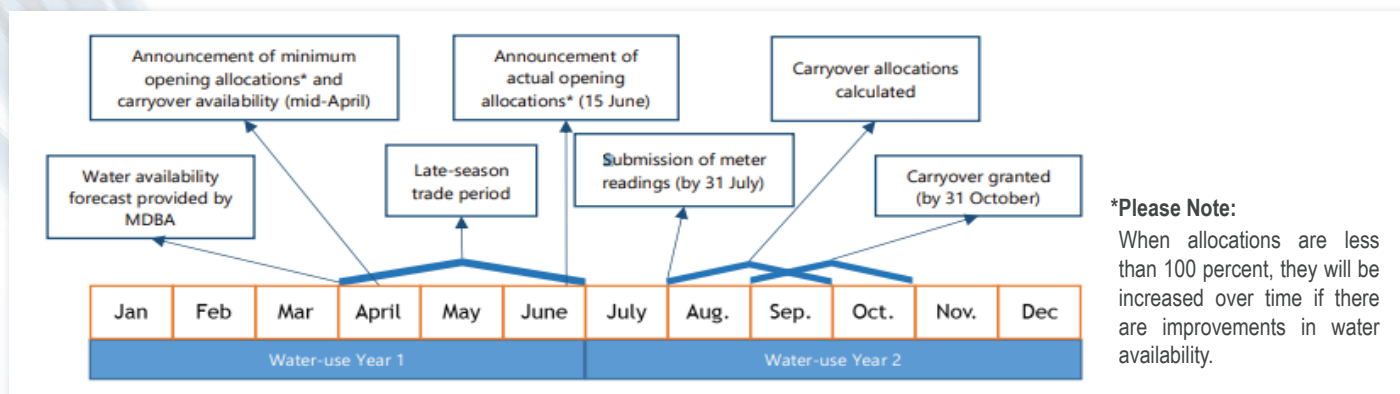 Announcement of minimum
opening allocations* and
carryover availability (mid-April)
Announcement of
actual opening
allocations* (15 June)
Carryover allocations
calculated
Water availability
forecast provided by
MDBA
Late-season
trade period
Submission of meter
readings (by 31 July)
Carryover granted
(by 31 October)
*Please Note:
When allocations are less
than 100 percent, they will be
increased over time if there
are improvements in water
availability.
Jan Feb Mar April May June July Aug. Sep. Oct. Nov. Dec
Water-use Year 1 Water-use Year 2